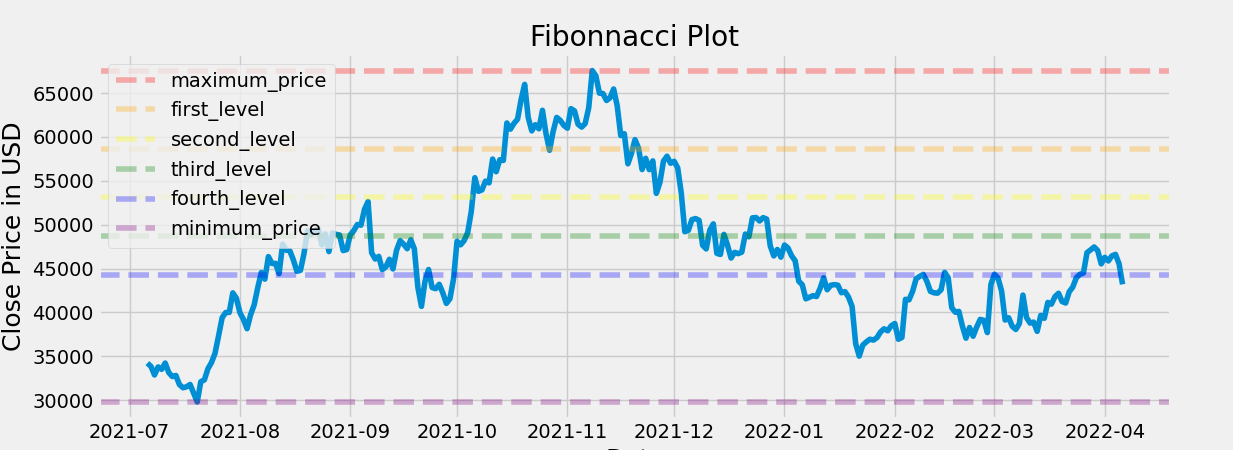 Fibonnacci Plot
Close Price in USD
65000
60000
55000
50000
45000
40000
35000
30000
maximum_price
first_level
second_level
third_level
fourth_level
minimum_price
2021-07 2021-08 2021-09 2021-10 2021-11 2021-12 2022-01 2022-02 2022-03 2022-04